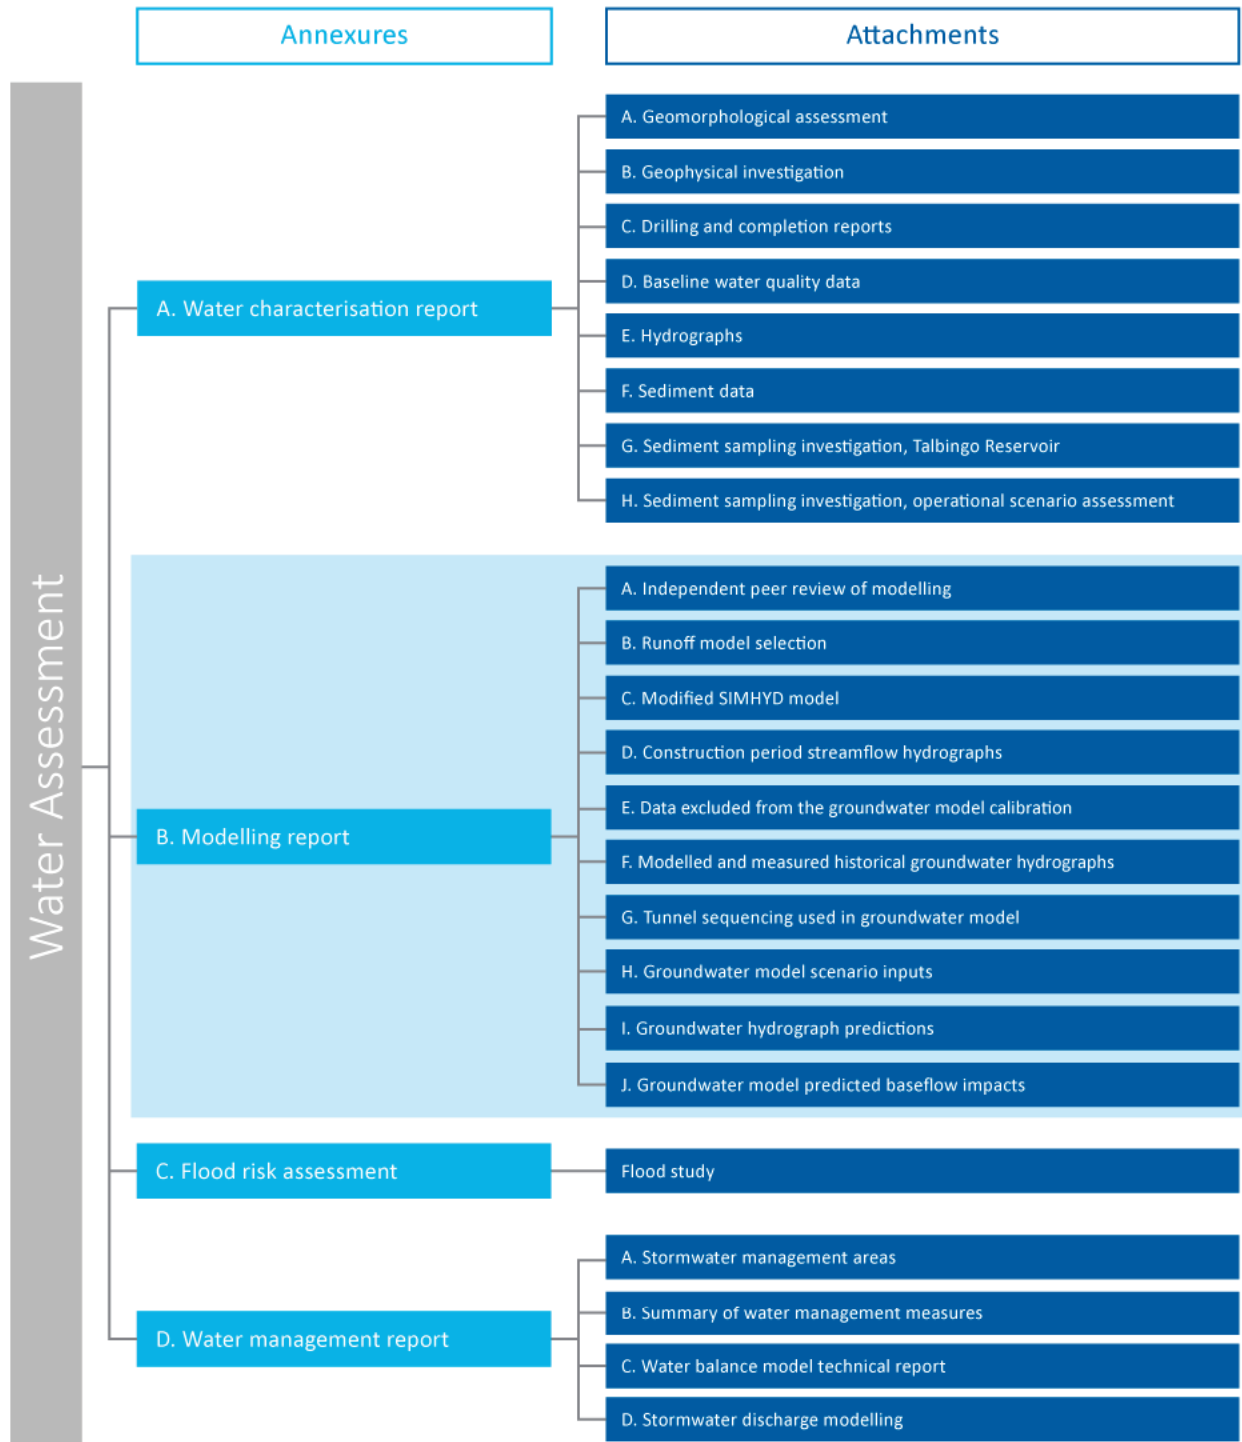 Annexures
Attachments
Water Assessment
A. Water characterisation report
A. Geomorphological assessment
B. Geophysical investigation
C. Drilling and completion reports
D. Baseline water quality data
E. Hydrographs
F. Sediment data
G. Sediment sampling investigation, Talbingo Reservoir
H. Sediment sampling investigation, operational scenario assessment
B. Modelling report
A. Independent peer review of modelling
B. Runoff model selection
C. Modified SIMHYD model
D. Construction period streamflow hydrographs
E. Data excluded from the groundwater model calibration
F. Modelled and measured historical groundwater hydrographs
G. Tunnel sequencing used in groundwater model
H. Groundwater model scenario inputs
I. Groundwater hydrograph predictions
J. Groundwater model predicted baseflow impacts
C. Flood risk assessment
Flood study
D. Water management report
A. Stormwater management areas
B. Summary of water management measures
C. Water balance model technical report
D. Stormwater discharge modelling